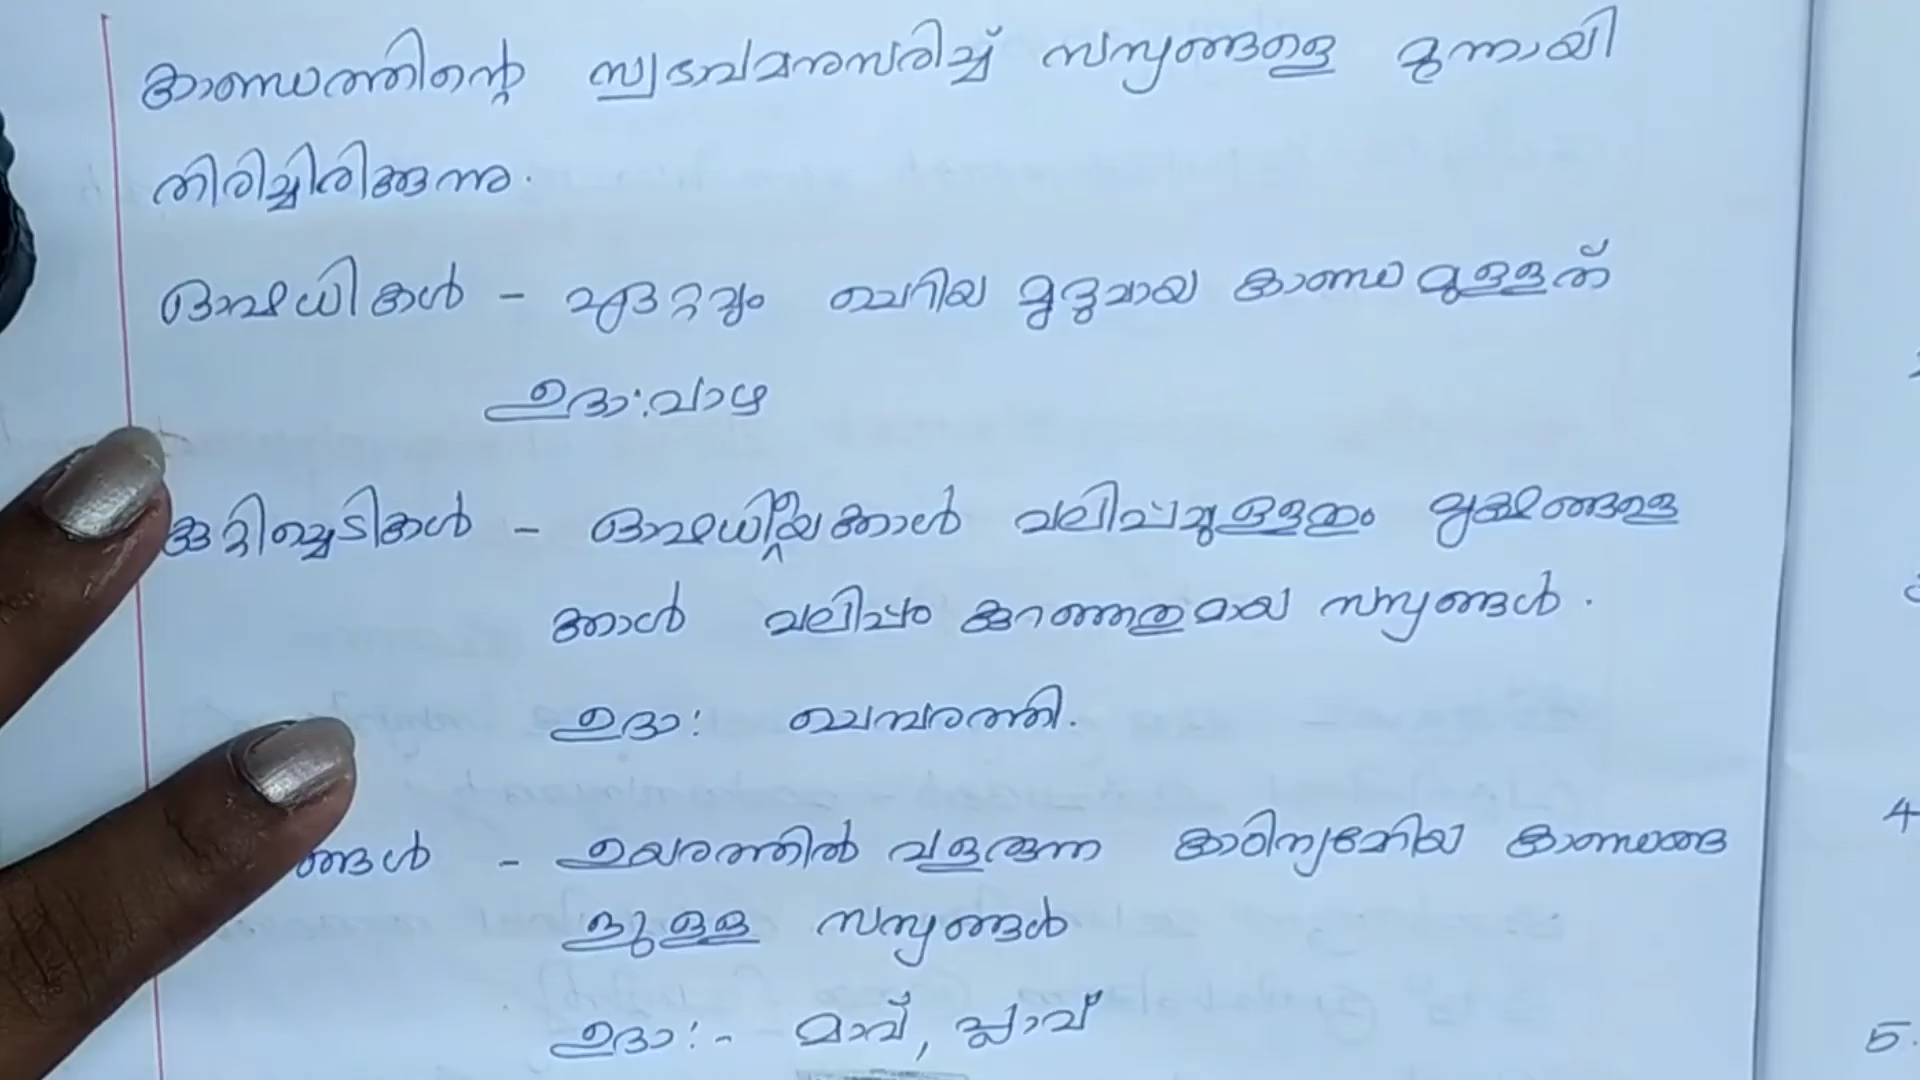 കാണ്ഡത്തിന്റെ സ്വഭാവമനുസരിച്ച് സസ്യങ്ങളെ മൂന്നായി
തിരിച്ചിരിക്കുന്നു.
ഓഷധികൾ - ഏറ്റവും ചെറിയ മൃദുവായ കാണ്ഡമുള്ളത്
ഉദാ:വാഴ
കുറ്റിച്ചെടികൾ - ഓഷധിയേക്കാൾ വലിപ്പമുള്ളതും വൃക്ഷങ്ങളെ
ക്കാൾ വലിപ്പം കുറഞ്ഞതുമായ സസ്യങ്ങൾ.
ഉദാ: ചെമ്പരത്തി.
ങ്ങൾ - ഉയരത്തിൽ വളരുന്ന കാഠിന്യമേറിയ കാണ്ഡങ്ങ
ളുള്ള സസ്യങ്ങൾ
ഉദാ:- മാവ്, പ്ലാവ്
4
5.